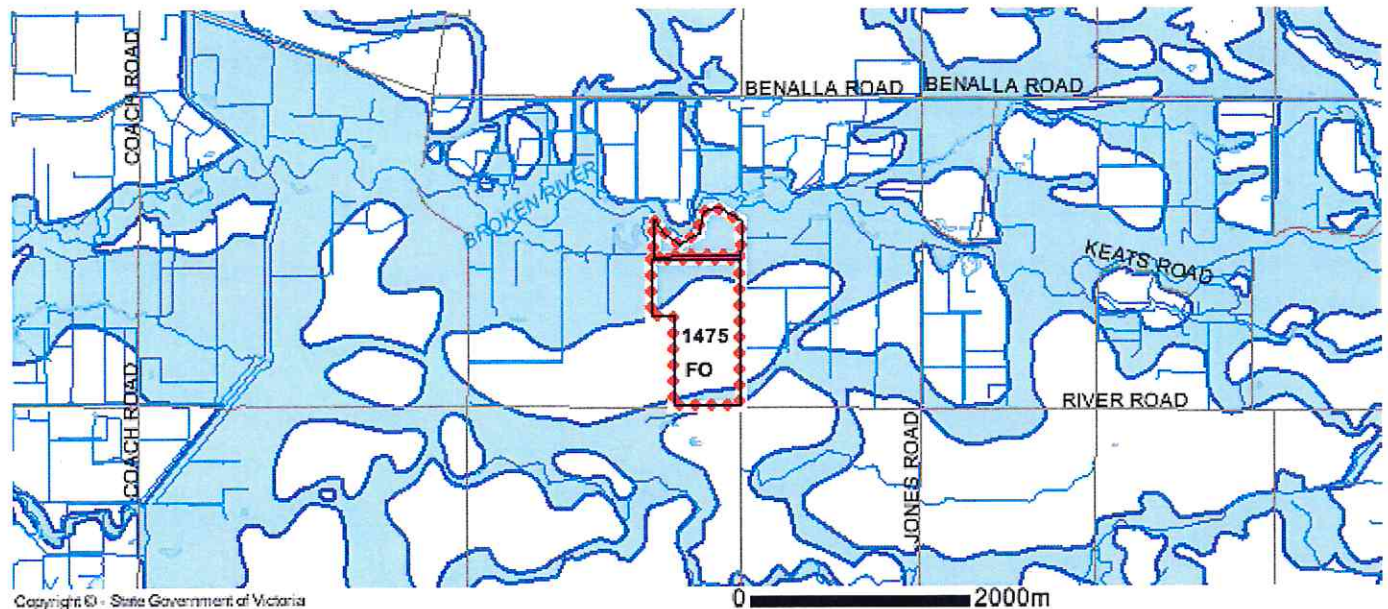 COACH ROAD
BENALLA ROAD
BENALLA ROAD
BROKEN RIVER
KEATS ROAD
1475
FO
COACH ROAD
RIVER ROAD
JONES ROAD
Copyright © - State Government of Victoria
0 2000m